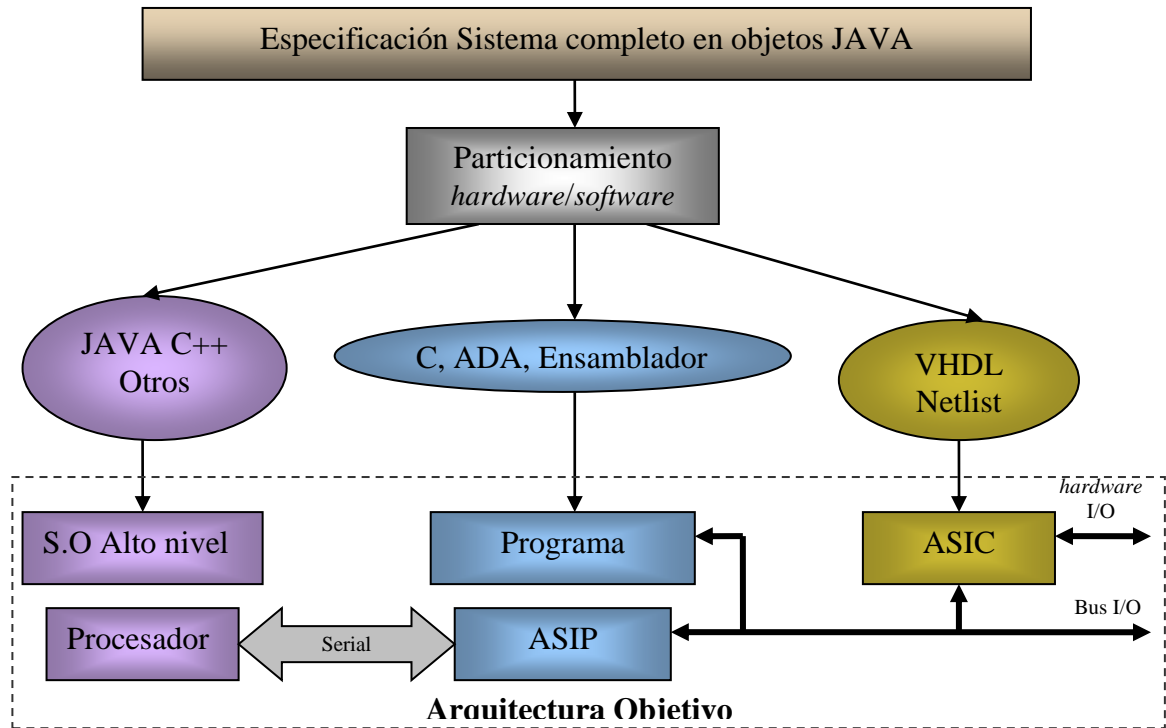 Especificación Sistema completo en objetos JAVA
Particionamiento
hardware/software
JAVA C++
Otros
C, ADA, Ensamblador
VHDL
Netlist
hardware
I/O
S.O Alto nivel
Programa
ASIC
Bus I/O
Procesador
Serial
ASIP
Arquitectura Objetivo